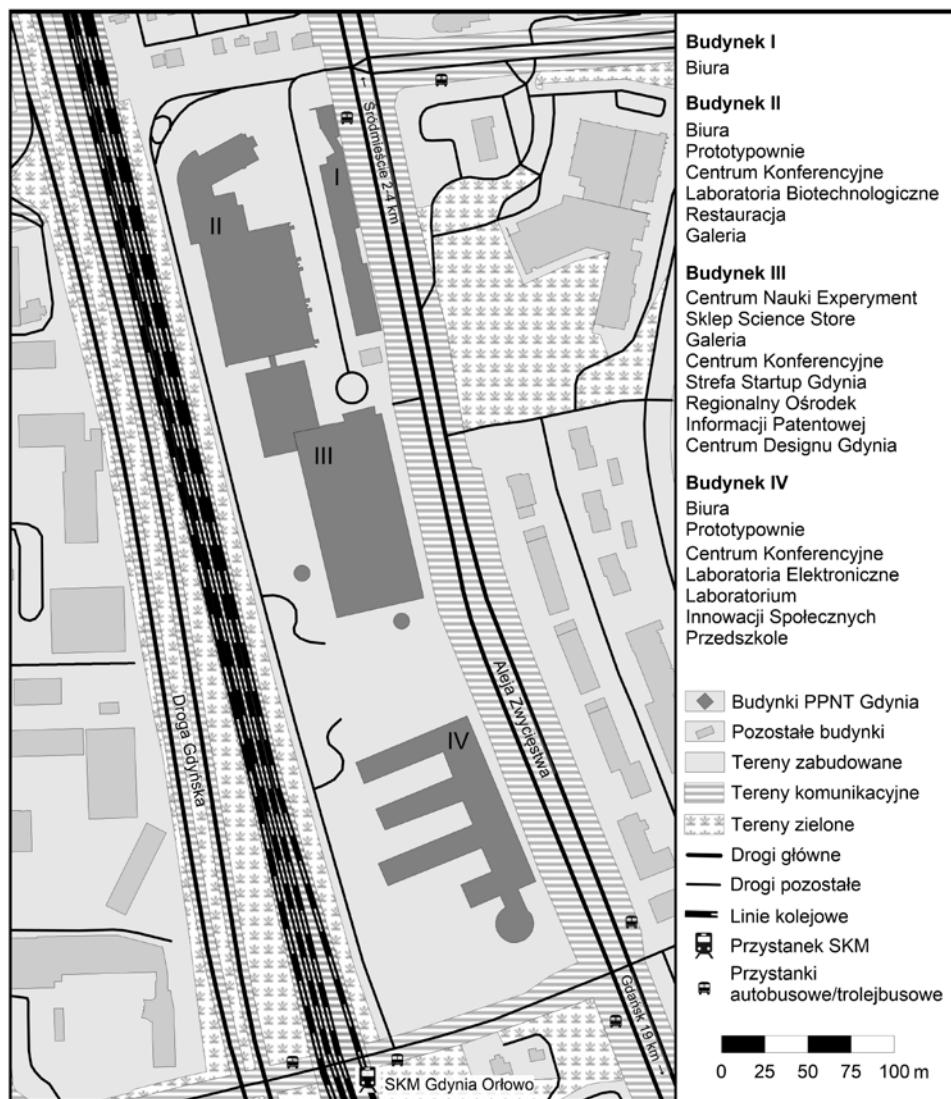 Budynek I
Biura
Budynek II
Biura
Prototypownie
Centrum Konferencyjne
Laboratoria Biotechnologiczne
Restauracja
Galeria
Budynek III
Centrum Nauki Experyment
Sklep Science Store
Galeria
Centrum Konferencyjne
Strefa Startup Gdynia
Regionalny Ośrodek
Informacji Patentowej
Centrum Designu Gdynia
Budynek IV
Biura
Prototypownie
Centrum Konferencyjne
Laboratoria Elektroniczne
Laboratorium
Innowacji Społecznych
Przedszkole
Budynki PPNT Gdynia
Pozostałe budynki
Tereny zabudowane
Tereny komunikacyjne
Tereny zielone
Drogi główne
Drogi pozostałe
Linie kolejowe
Przystanek SKM
Przystanki
autobusowe/trolejbusowe
0 25 50 75 100 m
← Śródmieście 2-4 km
I
II
III
IV
Aleja Zwycięstwa
Droga Gdyńska
Gdańsk 19 km →
SKM Gdynia Orłowo